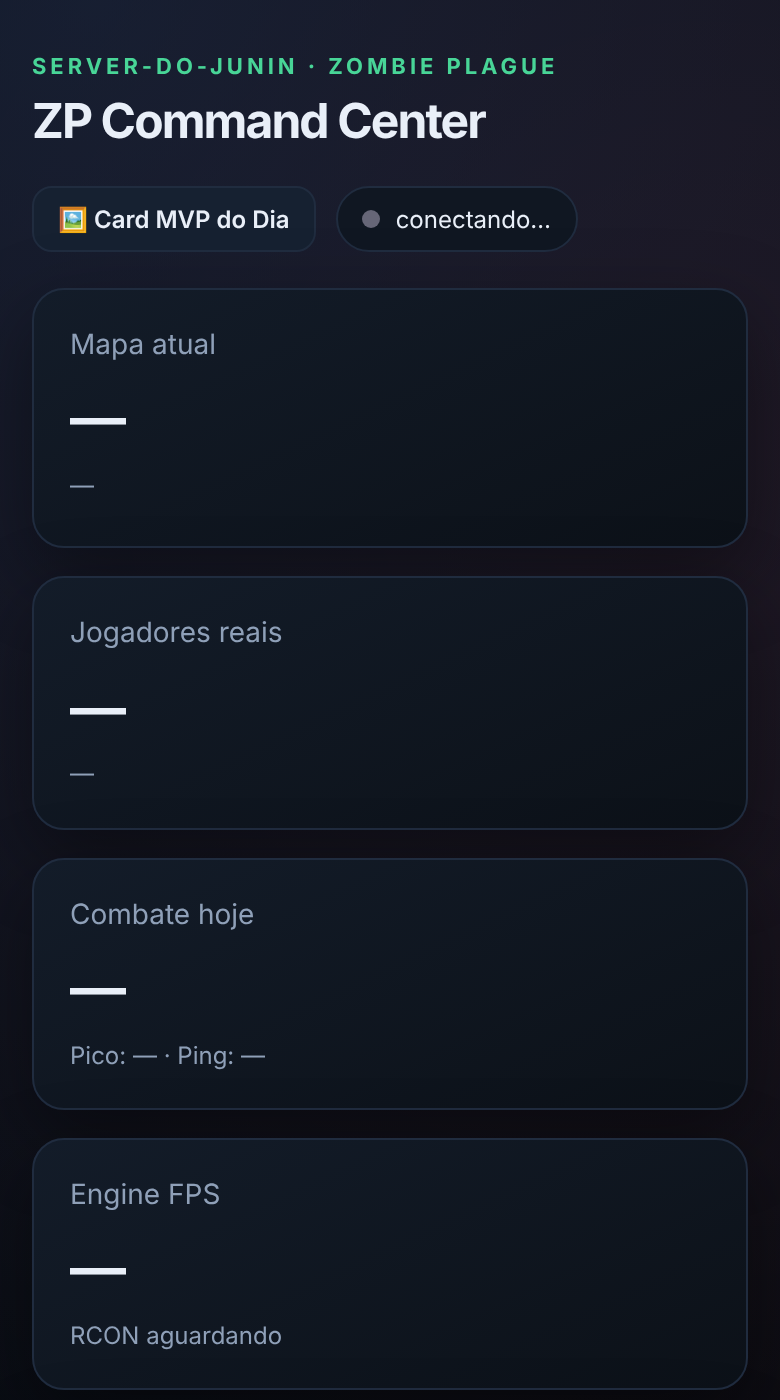 SERVER-DO-JUNIN · ZOMBIE PLAGUE
ZP Command Center
🖼️ Card MVP do Dia
conectando...
Mapa atual
—
—
Jogadores reais
—
—
Combate hoje
—
Pico: — · Ping: —
Engine FPS
—
RCON aguardando